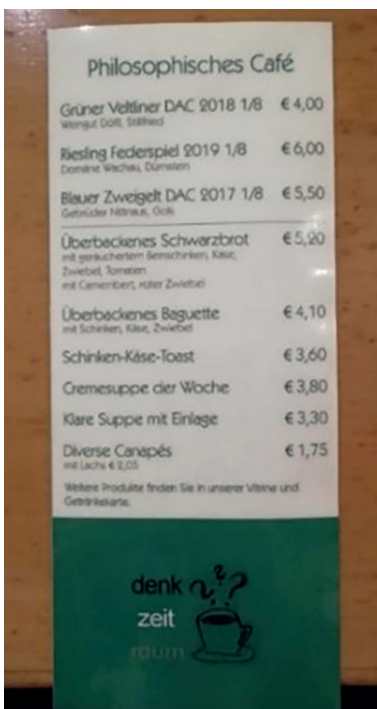 Philosophisches Café
Grüner Veltliner DAC 2018 1/8 € 4,00
Weingut Döllt, Stillfried
Riesling Federspiel 2019 1/8 € 6,00
Domäne Wachau, Dürnstein
Blauer Zweigelt DAC 2017 1/8 € 5,50
Gebrüder Nittnaus, Gols
Überbackenes Schwarzbrot € 5,20
mit geräuchertem Beinschinken, Käse,
Zwiebel, Tomaten
mit Camembert, roter Zwiebel
Überbackenes Baguette € 4,10
mit Schinken, Käse, Zwiebel
Schinken-Käse-Toast € 3,60
Cremesuppe der Woche € 3,80
Klare Suppe mit Einlage € 3,30
Diverse Canapés € 1,75
mit Lachs € 2,05
Weitere Produkte finden Sie in unserer Vitrine und
Getränkekarte.
denk ???
zeit
raum